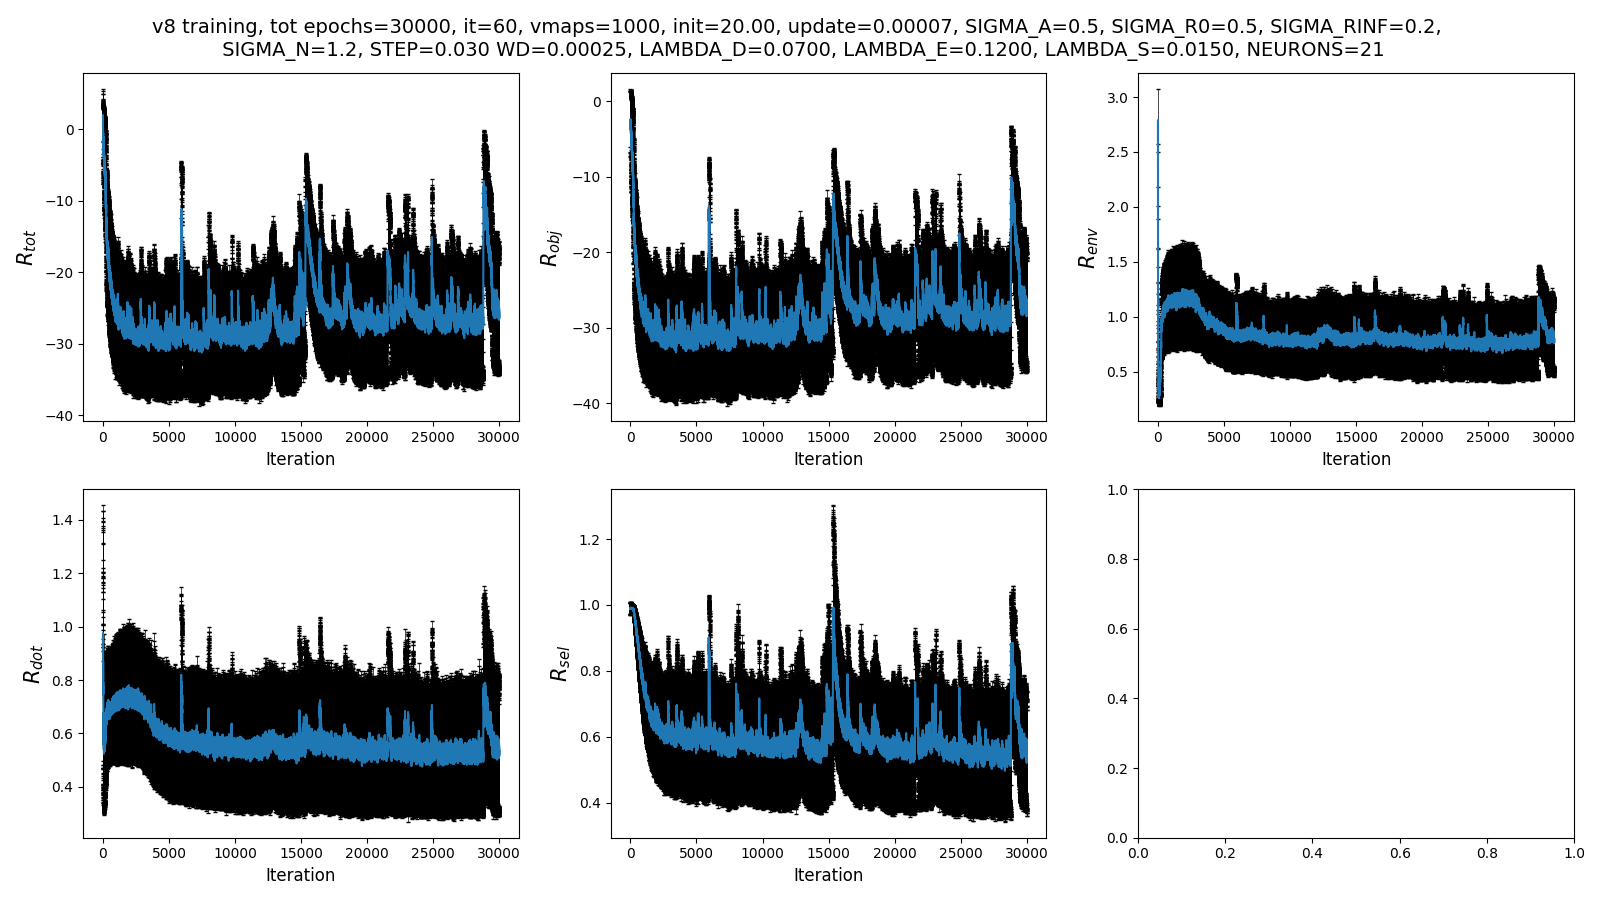 v8 training, tot epochs=30000, it=60, vmaps=1000, init=20.00, update=0.00007, SIGMA_A=0.5, SIGMA_R0=0.5, SIGMA_RINF=0.2,
SIGMA_N=1.2, STEP=0.030 WD=0.00025, LAMBDA_D=0.0700, LAMBDA_E=0.1200, LAMBDA_S=0.0150, NEURONS=21
R_tot
0
−10
−20
−30
−40
0 5000 10000 15000 20000 25000 30000
Iteration
R_obj
0
−10
−20
−30
−40
0 5000 10000 15000 20000 25000 30000
Iteration
R_env
3.0
2.5
2.0
1.5
1.0
0.5
0 5000 10000 15000 20000 25000 30000
Iteration
R_dot
1.4
1.2
1.0
0.8
0.6
0.4
0 5000 10000 15000 20000 25000 30000
Iteration
R_sel
1.2
1.0
0.8
0.6
0.4
0 5000 10000 15000 20000 25000 30000
Iteration
1.0
0.8
0.6
0.4
0.2
0.0
0.0 0.2 0.4 0.6 0.8 1.0